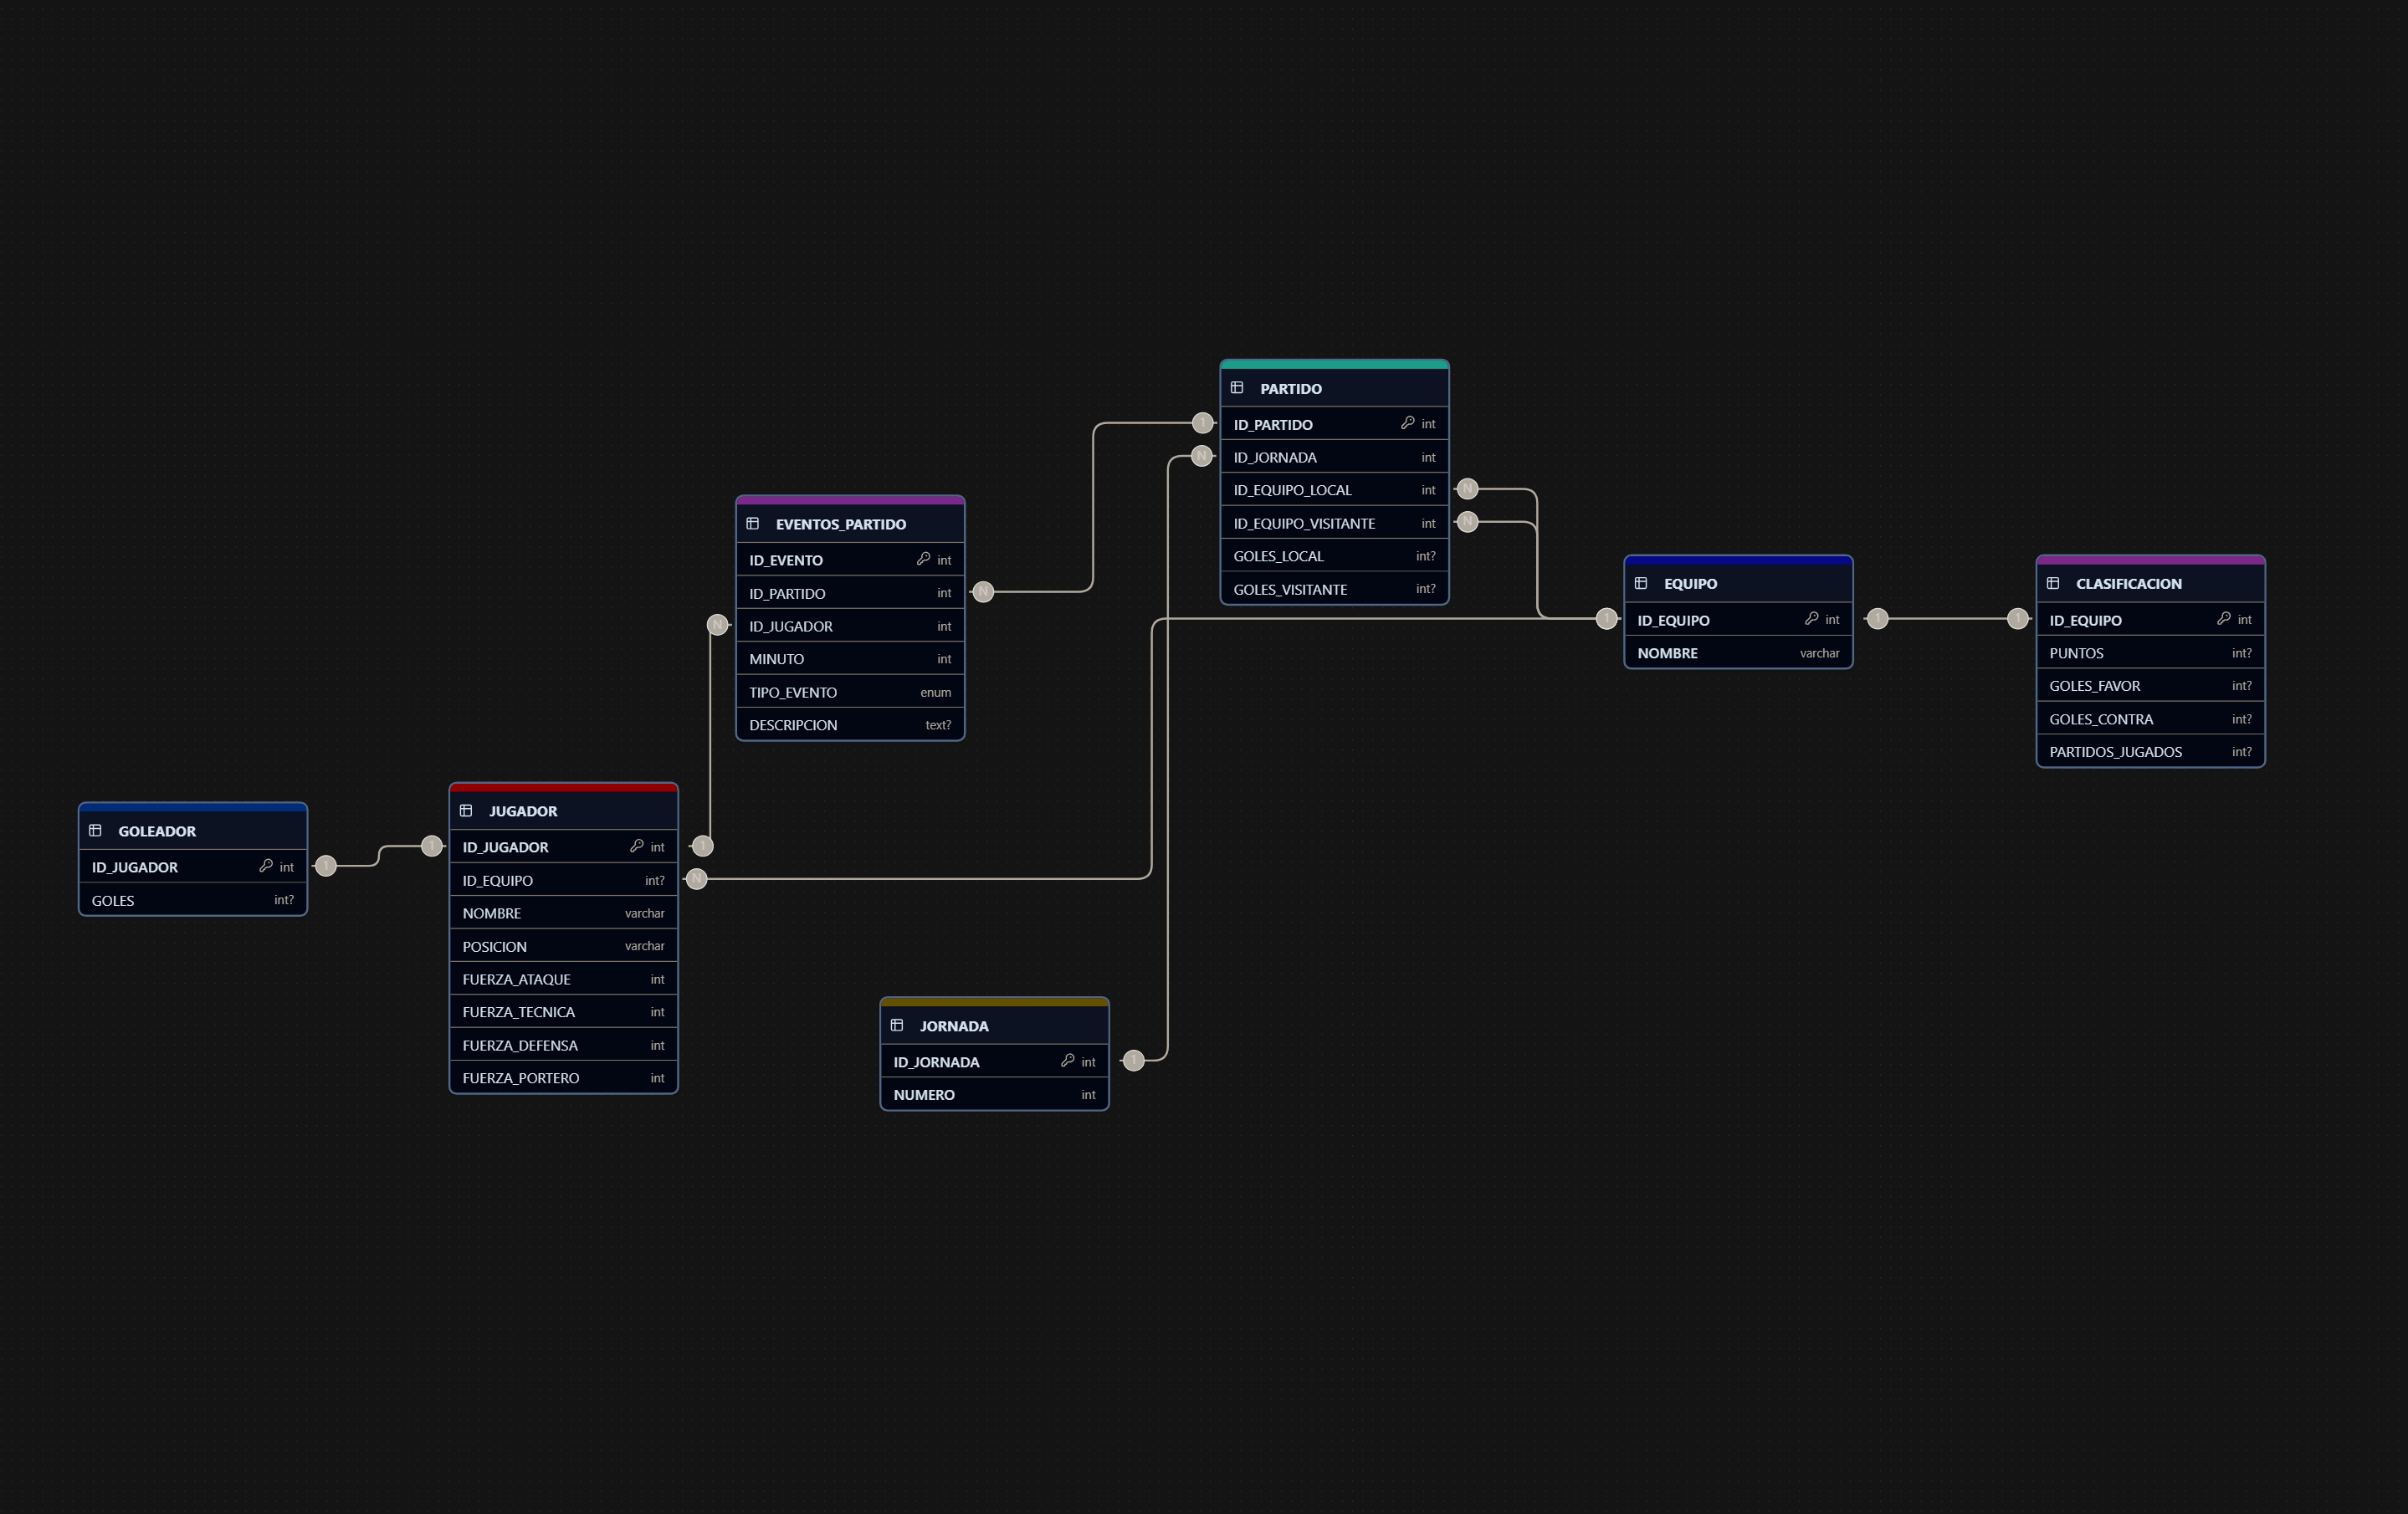 PARTIDO
ID_PARTIDO int
ID_JORNADA int
ID_EQUIPO_LOCAL int
ID_EQUIPO_VISITANTE int
GOLES_LOCAL int?
GOLES_VISITANTE int?
1
N
N
N
EVENTOS_PARTIDO
ID_EVENTO int
ID_PARTIDO int
ID_JUGADOR int
MINUTO int
TIPO_EVENTO enum
DESCRIPCION text?
N
N
EQUIPO
ID_EQUIPO int
NOMBRE varchar
1
1
CLASIFICACION
ID_EQUIPO int
PUNTOS int?
GOLES_FAVOR int?
GOLES_CONTRA int?
PARTIDOS_JUGADOS int?
1
GOLEADOR
ID_JUGADOR int
GOLES int?
1
JUGADOR
ID_JUGADOR int
ID_EQUIPO int?
NOMBRE varchar
POSICION varchar
FUERZA_ATAQUE int
FUERZA_TECNICA int
FUERZA_DEFENSA int
FUERZA_PORTERO int
1
1
N
JORNADA
ID_JORNADA int
NUMERO int
1